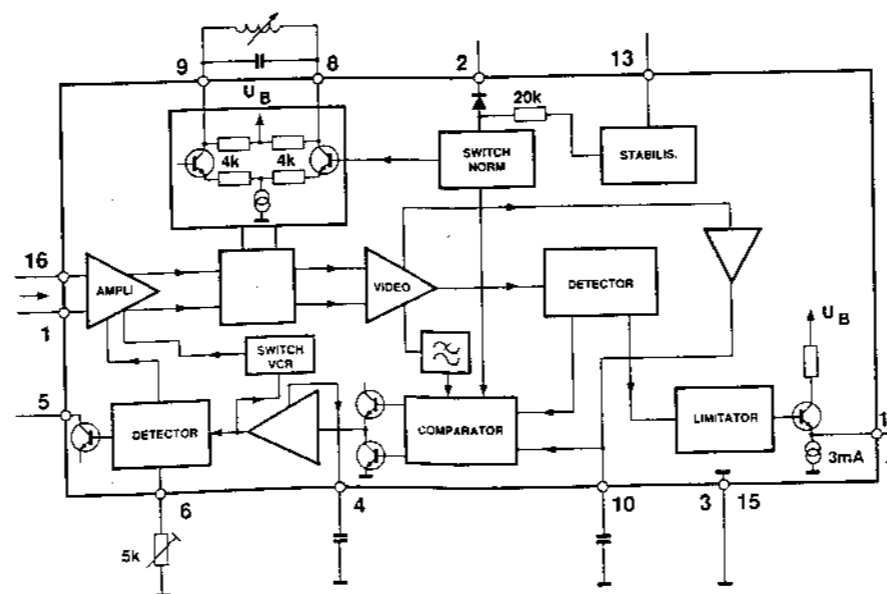 9
8
2
13
U B
20k
4k
4k
SWITCH
NORM
STABILIS.
16
AMPLI
VIDEO
DETECTOR
1
U B
SWITCH
VCR
5
DETECTOR
COMPARATOR
LIMITATOR
3mA
6
4
10
3
15
5k